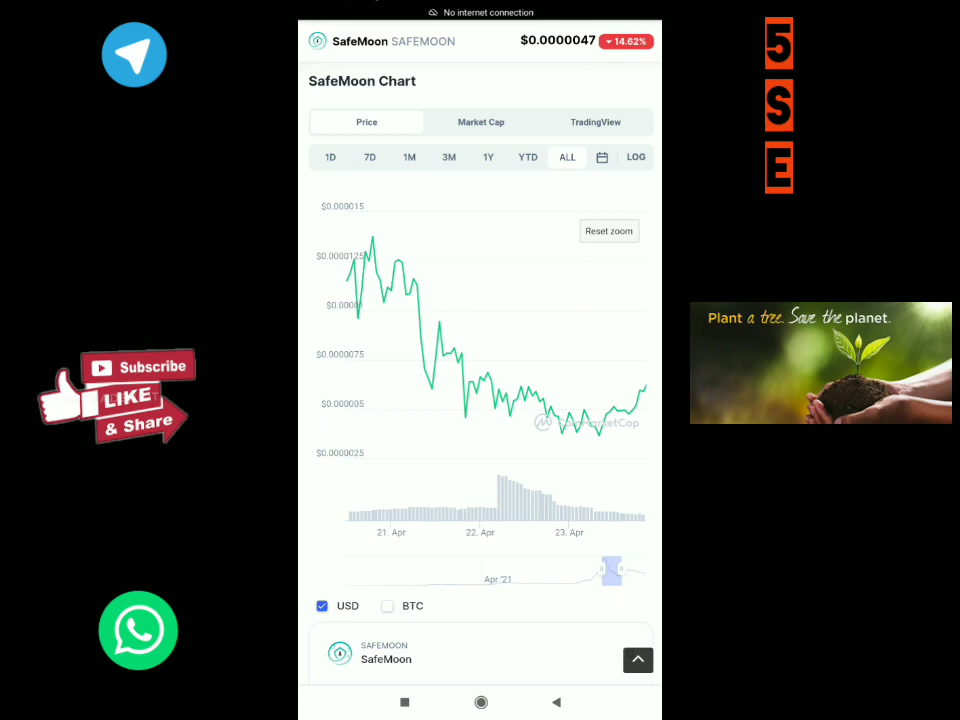 No internet connection
SafeMoon SAFEMOON $0.0000047 14.62%
SafeMoon Chart
Price Market Cap TradingView
1D 7D 1M 3M 1Y YTD ALL LOG
$0.000015
Reset zoom
$0.0000125
$0.00001
$0.0000075
$0.000005
CoinMarketCap
$0.0000025
21. Apr 22. Apr 23. Apr
Apr '21
USD BTC
SAFEMOON
SafeMoon
Subscribe
LIKE
& Share
5
S
E
Plant a tree. Save the planet.